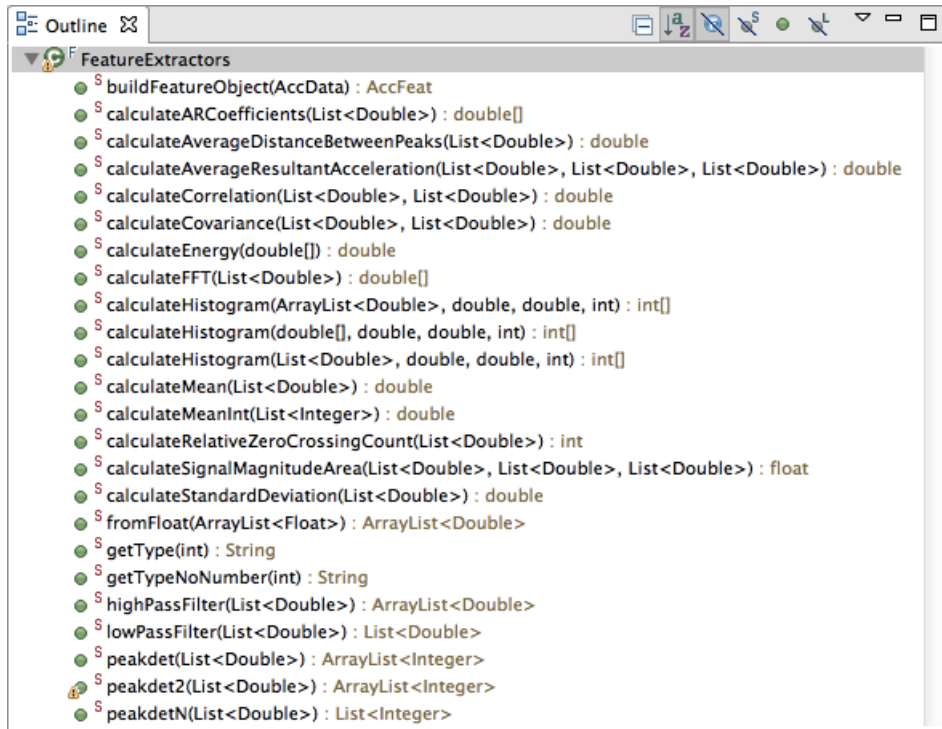 Outline
FeatureExtractors
buildFeatureObject(AccData) : AccFeat
calculateARCoefficients(List<Double>) : double[]
calculateAverageDistanceBetweenPeaks(List<Double>) : double
calculateAverageResultantAcceleration(List<Double>, List<Double>, List<Double>) : double
calculateCorrelation(List<Double>, List<Double>) : double
calculateCovariance(List<Double>, List<Double>) : double
calculateEnergy(double[]) : double
calculateFFT(List<Double>) : double[]
calculateHistogram(ArrayList<Double>, double, double, int) : int[]
calculateHistogram(double[], double, double, int) : int[]
calculateHistogram(List<Double>, double, double, int) : int[]
calculateMean(List<Double>) : double
calculateMeanInt(List<Integer>) : double
calculateRelativeZeroCrossingCount(List<Double>) : int
calculateSignalMagnitudeArea(List<Double>, List<Double>, List<Double>) : float
calculateStandardDeviation(List<Double>) : double
fromFloat(ArrayList<Float>) : ArrayList<Double>
getType(int) : String
getTypeNoNumber(int) : String
highPassFilter(List<Double>) : ArrayList<Double>
lowPassFilter(List<Double>) : List<Double>
peakdet(List<Double>) : ArrayList<Integer>
peakdet2(List<Double>) : ArrayList<Integer>
peakdetN(List<Double>) : List<Integer>